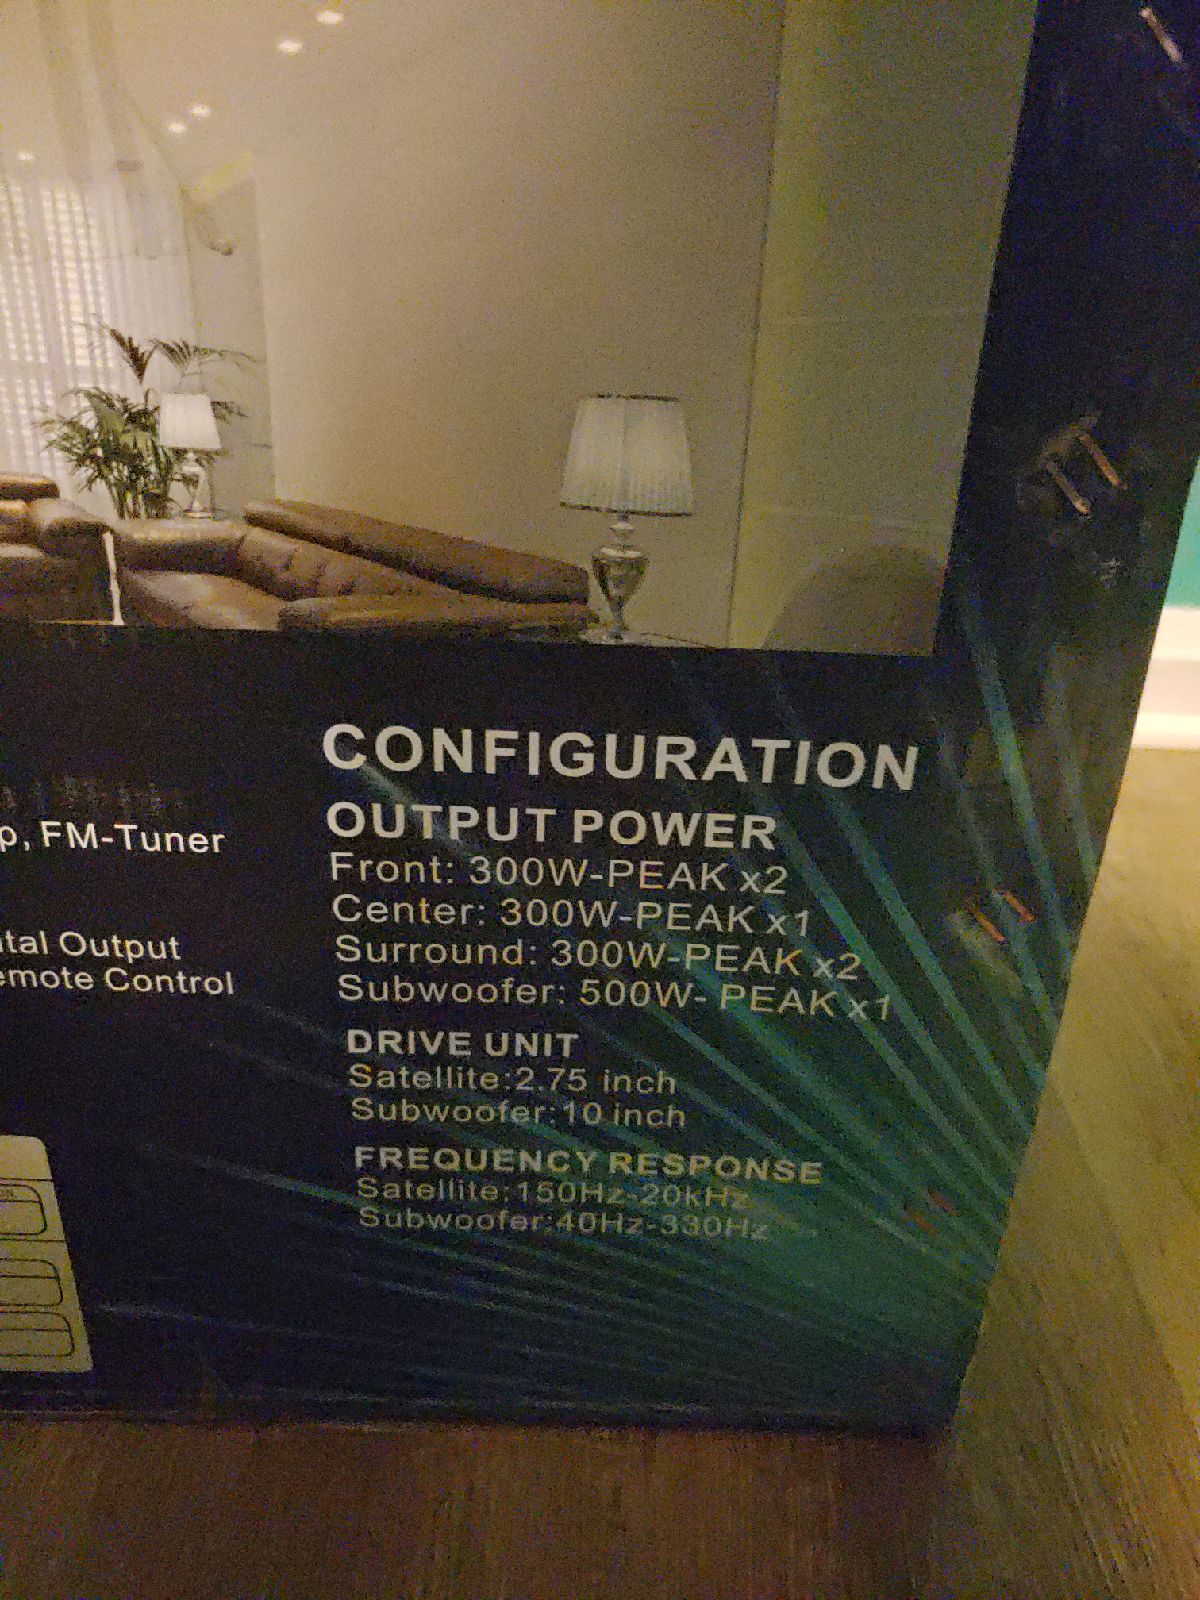 CONFIGURATION
OUTPUT POWER
Front: 300W-PEAK x2
Center: 300W-PEAK x1
Surround: 300W-PEAK x2
Subwoofer: 500W- PEAK x1
DRIVE UNIT
Satellite:2.75 inch
Subwoofer:10 inch
FREQUENCY RESPONSE
Satellite:150Hz-20kHz
Subwoofer:40Hz-330Hz
p, FM-Tuner
tal Output
emote Control